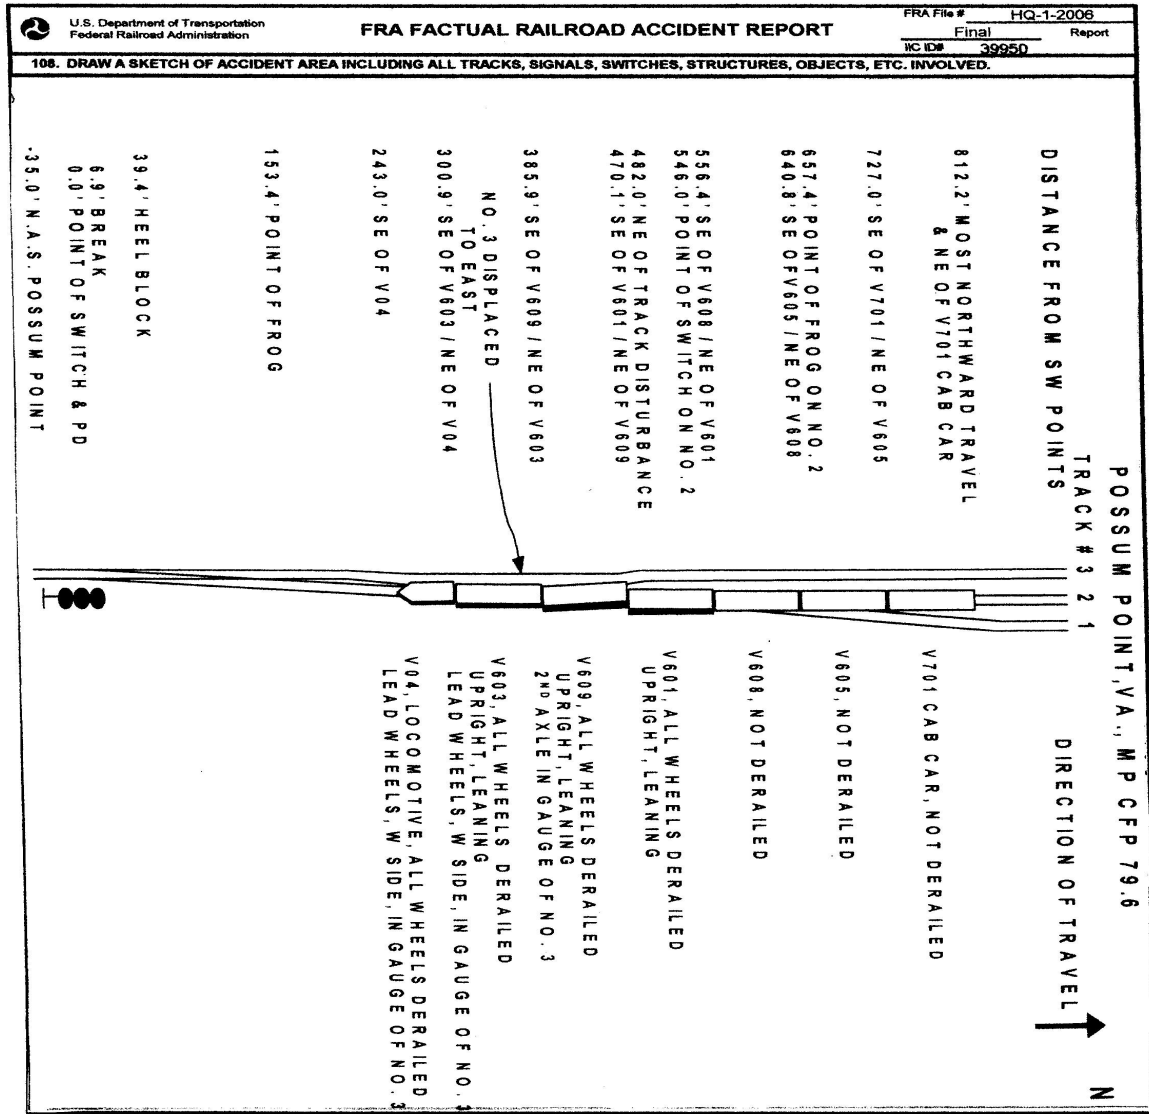 U.S. Department of Transportation
Federal Railroad Administration
FRA FACTUAL RAILROAD ACCIDENT REPORT
FRA File # HQ-1-2006
Final Report
IIC ID# 39950
108. DRAW A SKETCH OF ACCIDENT AREA INCLUDING ALL TRACKS, SIGNALS, SWITCHES, STRUCTURES, OBJECTS, ETC. INVOLVED.
POSSUM POINT, VA., MP CFP 79.6
TRACK # 3 2 1
DIRECTION OF TRAVEL
N
DISTANCE FROM SW POINTS
812.2' MOST NORTHWARD TRAVEL
& NE OF V701 CAB CAR
727.0' SE OF V701 / NE OF V605
657.4' POINT OF FROG ON NO. 2
640.8' SE OF V605 / NE OF V608
556.4' SE OF V608 / NE OF V601
546.0' POINT OF SWITCH ON NO. 2
482.0' NE OF TRACK DISTURBANCE
470.1' SE OF V601 / NE OF V609
385.9' SE OF V609 / NE OF V603
NO. 3 DISPLACED
TO EAST
300.9' SE OF V603 / NE OF V04
243.0' SE OF V04
153.4' POINT OF FROG
39.4' HEEL BLOCK
6.9' BREAK
0.0' POINT OF SWITCH & PD
-35.0' N.A.S. POSSUM POINT
V701 CAB CAR, NOT DERAILED
V605, NOT DERAILED
V608, NOT DERAILED
V601, ALL WHEELS DERAILED
UPRIGHT, LEANING
V609, ALL WHEELS DERAILED
UPRIGHT, LEANING
2ND AXLE IN GAUGE OF NO. 3
V603, ALL WHEELS DERAILED
UPRIGHT, LEANING
LEAD WHEELS, W SIDE, IN GAUGE OF NO. 3
V04, LOCOMOTIVE, ALL WHEELS DERAILED
LEAD WHEELS, W SIDE, IN GAUGE OF NO. 3